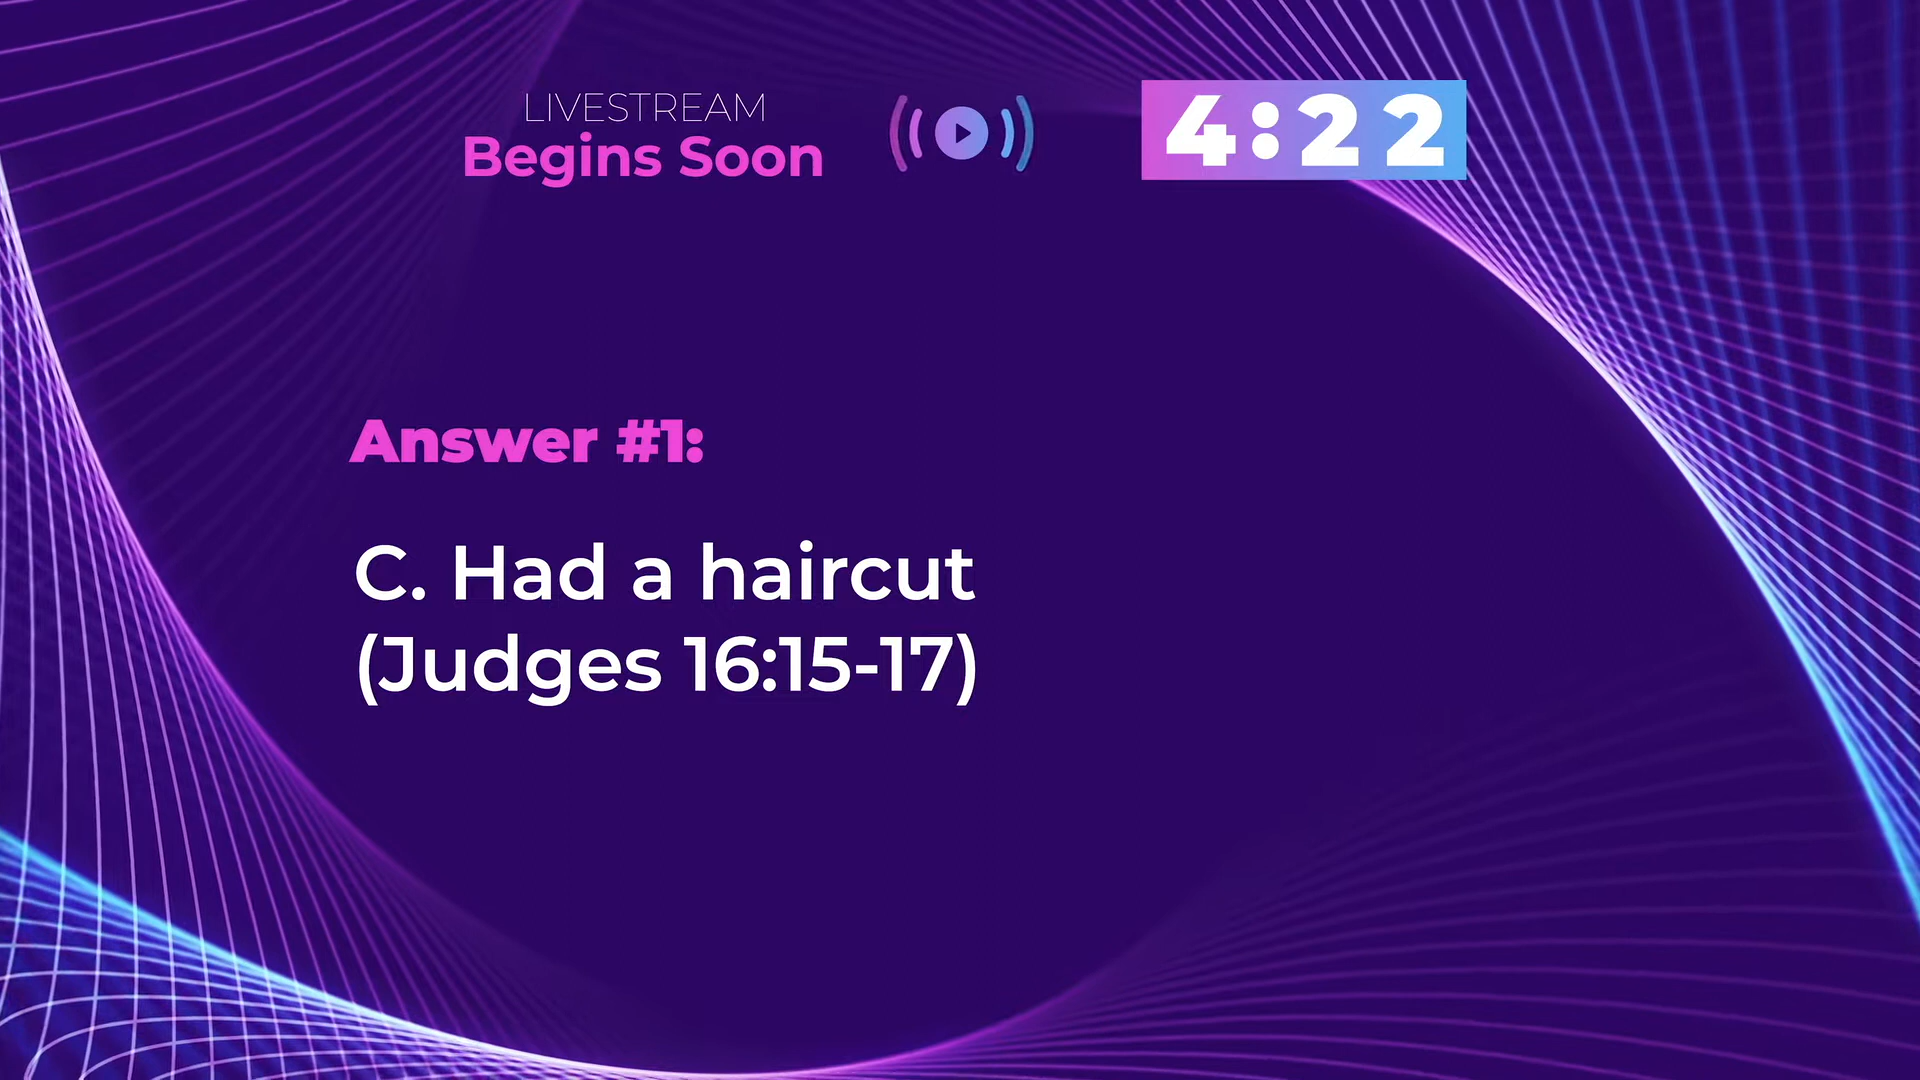 LIVESTREAM
Begins Soon
4:22
Answer #1:
C. Had a haircut
(Judges 16:15-17)